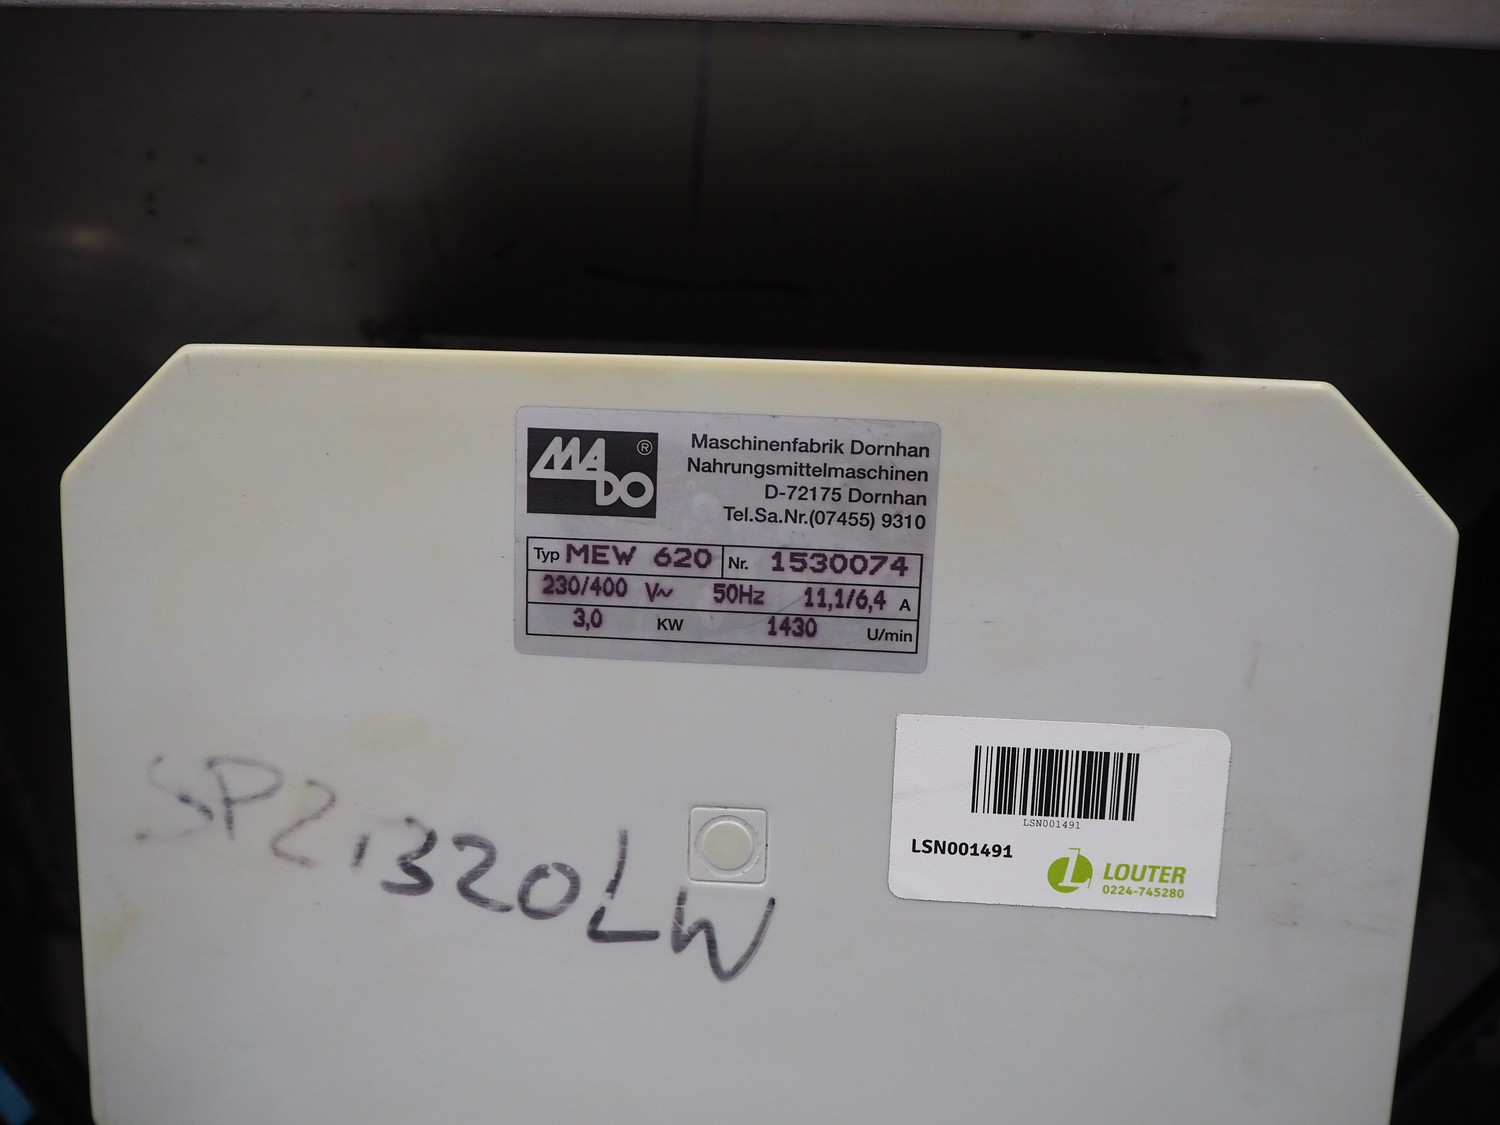 MADO ®
Maschinenfabrik Dornhan
Nahrungsmittelmaschinen
D-72175 Dornhan
Tel.Sa.Nr.(07455) 9310
Typ MEW 620 Nr. 1530074
230/400 V~ 50Hz 11,1/6,4 A
3,0 KW 1430 U/min
SP21320LW
LSN001491
LSN001491
LOUTER
0224-745280